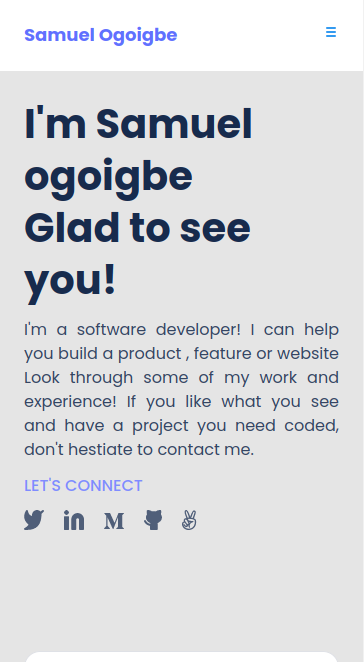 Samuel Ogoigbe
I'm Samuel
ogoigbe
Glad to see
you!
I'm a software developer! I can help
you build a product , feature or website
Look through some of my work and
experience! If you like what you see
and have a project you need coded,
don't hestiate to contact me.
LET'S CONNECT